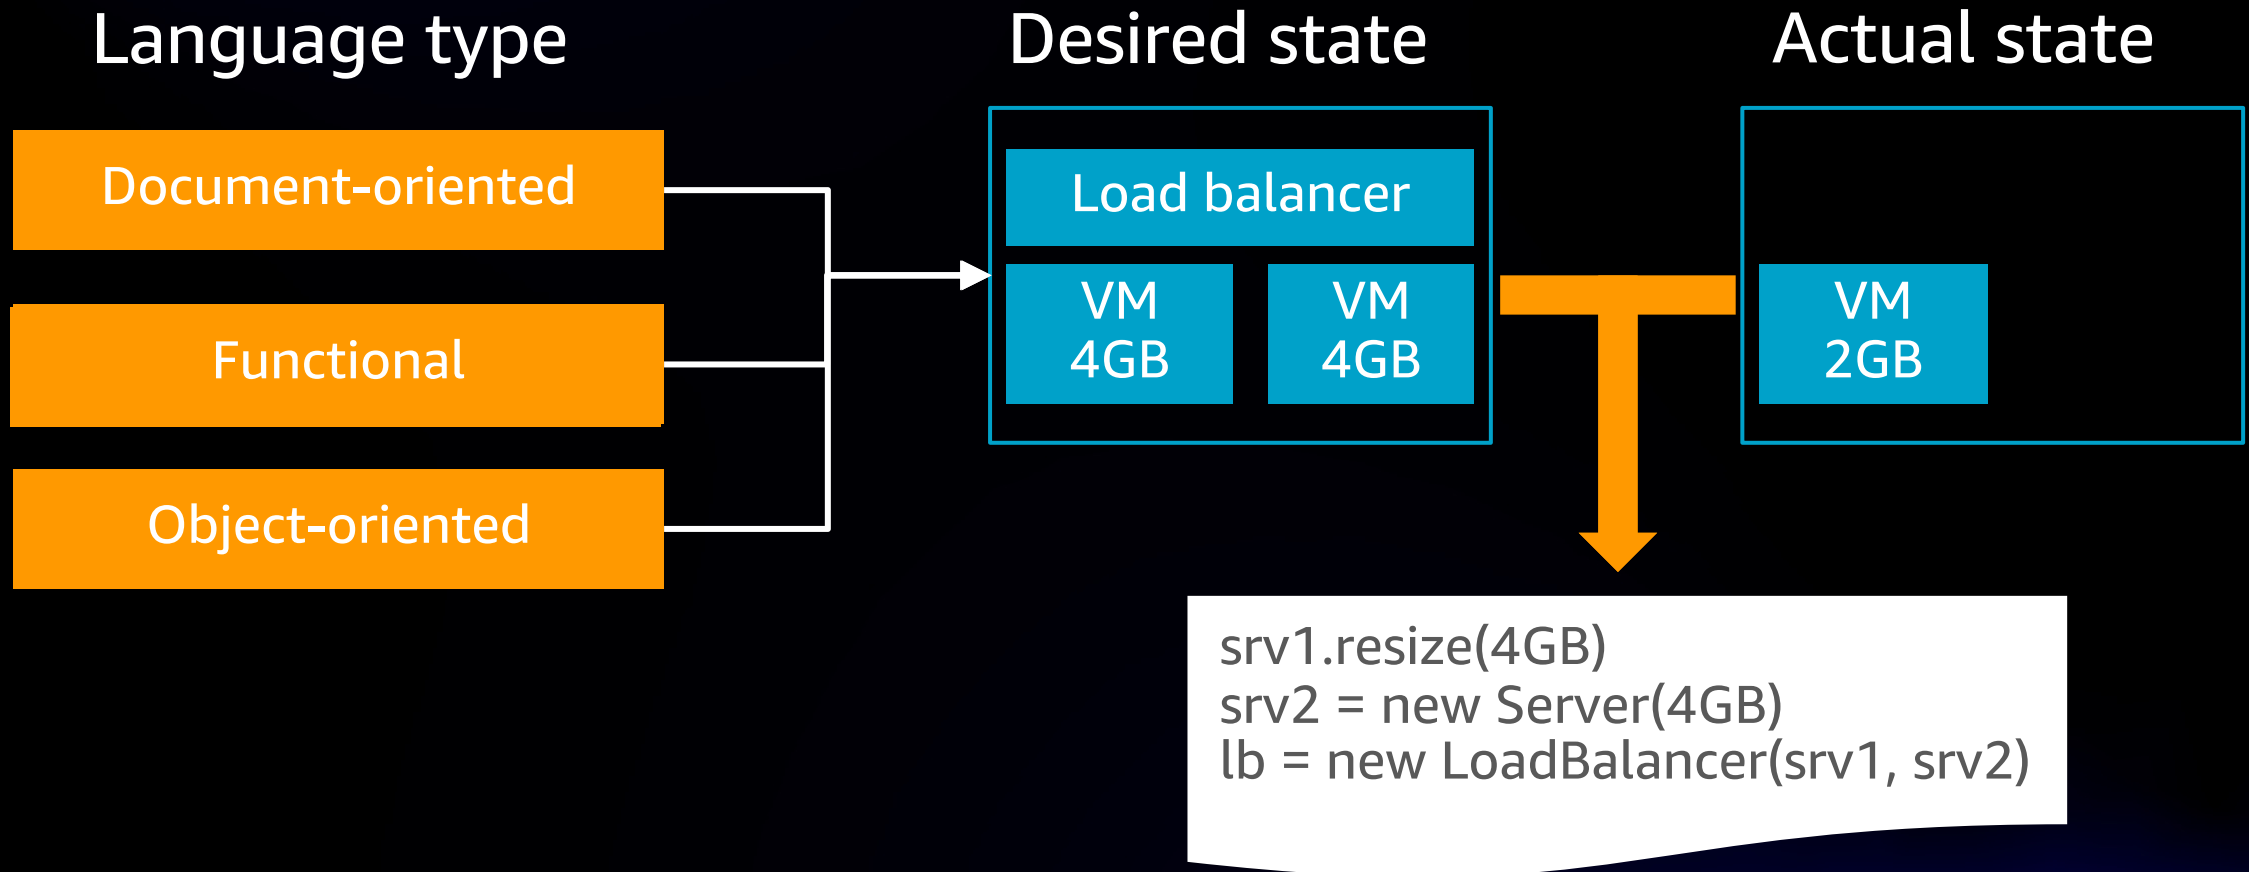 Language type
Desired state
Actual state
Document-oriented
Functional
Object-oriented
Load balancer
VM
4GB
VM
4GB
VM
2GB
srv1.resize(4GB)
srv2 = new Server(4GB)
lb = new LoadBalancer(srv1, srv2)